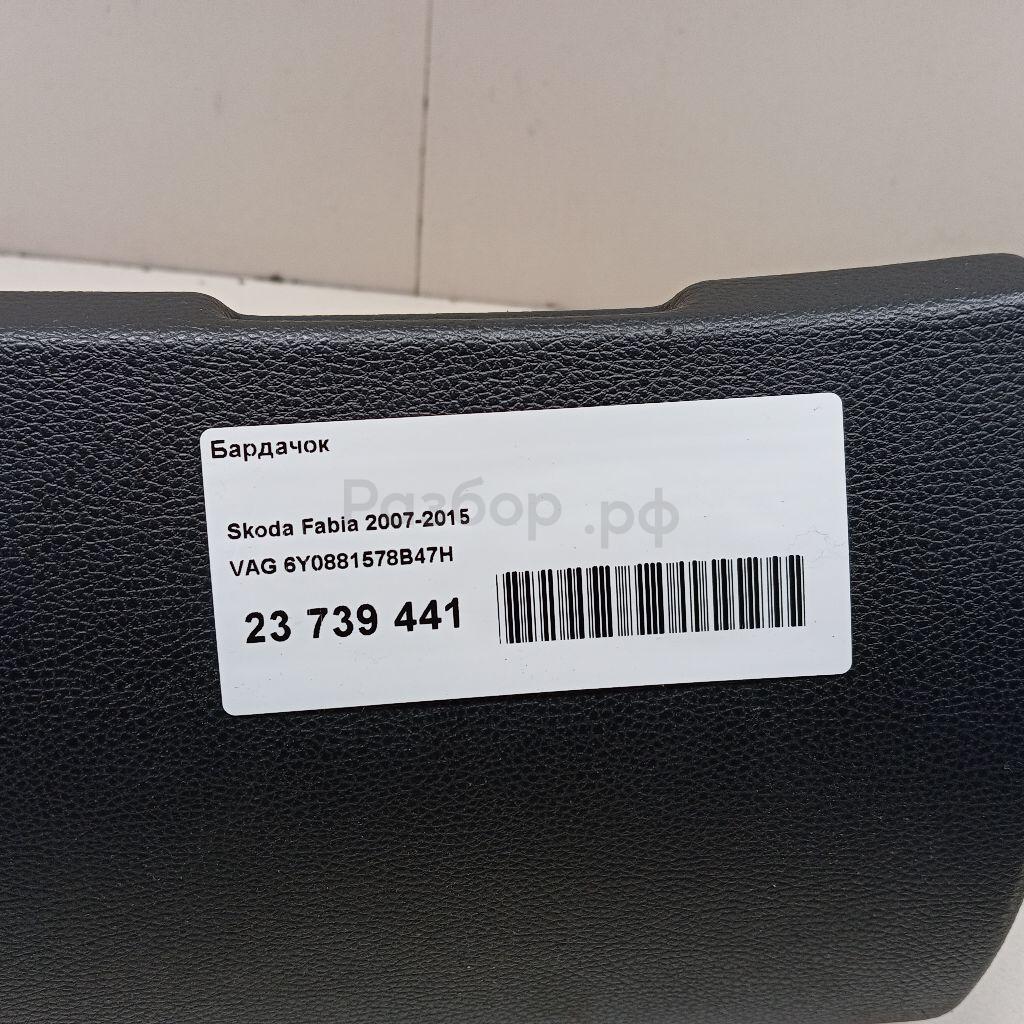 Бардачок
Разбор.рф
Skoda Fabia 2007-2015
VAG 6Y0881578B47H
23 739 441